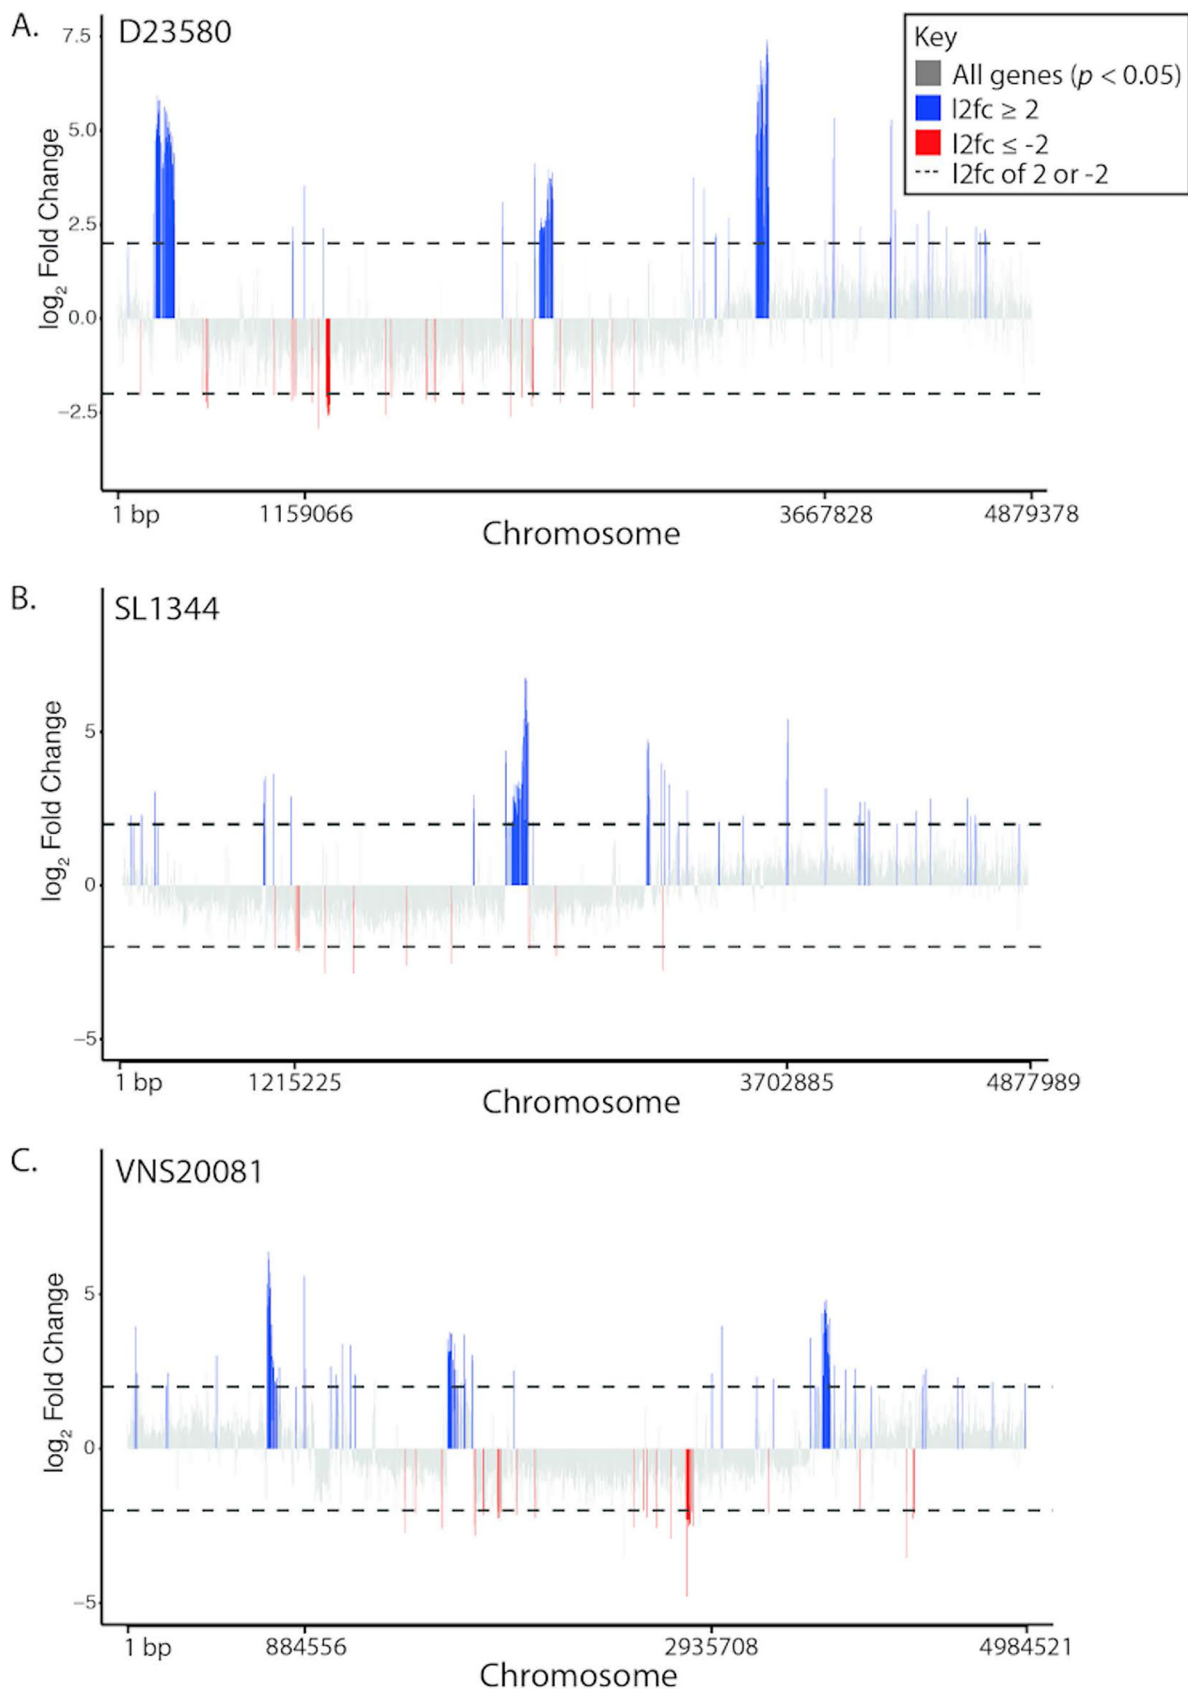 A.
D23580
Key
All genes (p < 0.05)
l2fc ≥ 2
l2fc ≤ -2
l2fc of 2 or -2
log2 Fold Change
7.5
5.0
2.5
0.0
−2.5
1 bp
1159066
3667828
4879378
Chromosome
B.
SL1344
log2 Fold Change
5
0
−5
1 bp
1215225
3702885
4877989
Chromosome
C.
VNS20081
log2 Fold Change
5
0
−5
1 bp
884556
2935708
4984521
Chromosome